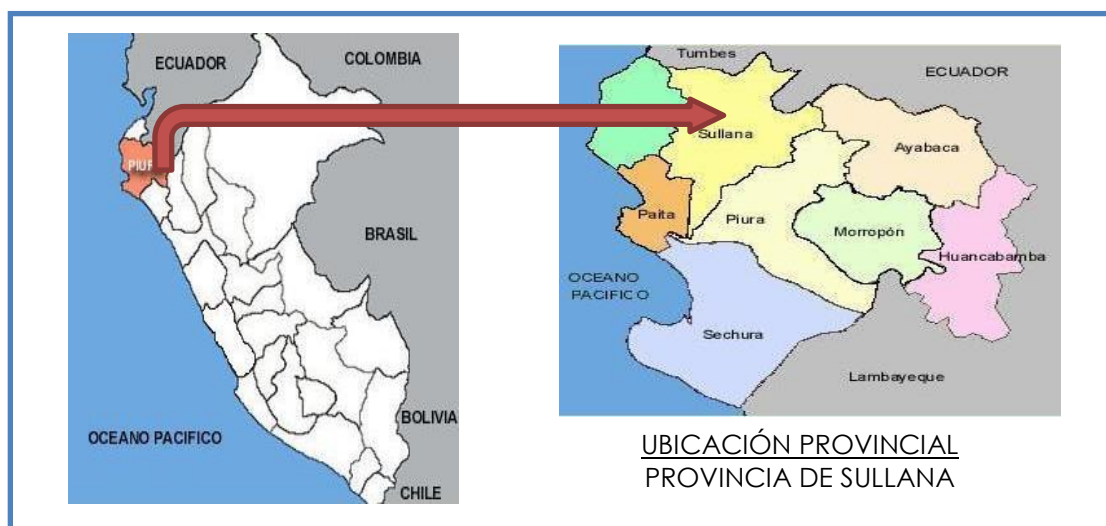 ECUADOR
COLOMBIA
BRASIL
BOLIVIA
OCEANO PACIFICO
CHILE
Tumbes
ECUADOR
Sullana
Ayabaca
Paita
Piura
Morropón
Huancabamba
OCEANO
PACIFICO
Sechura
Lambayeque
UBICACIÓN PROVINCIAL
PROVINCIA DE SULLANA